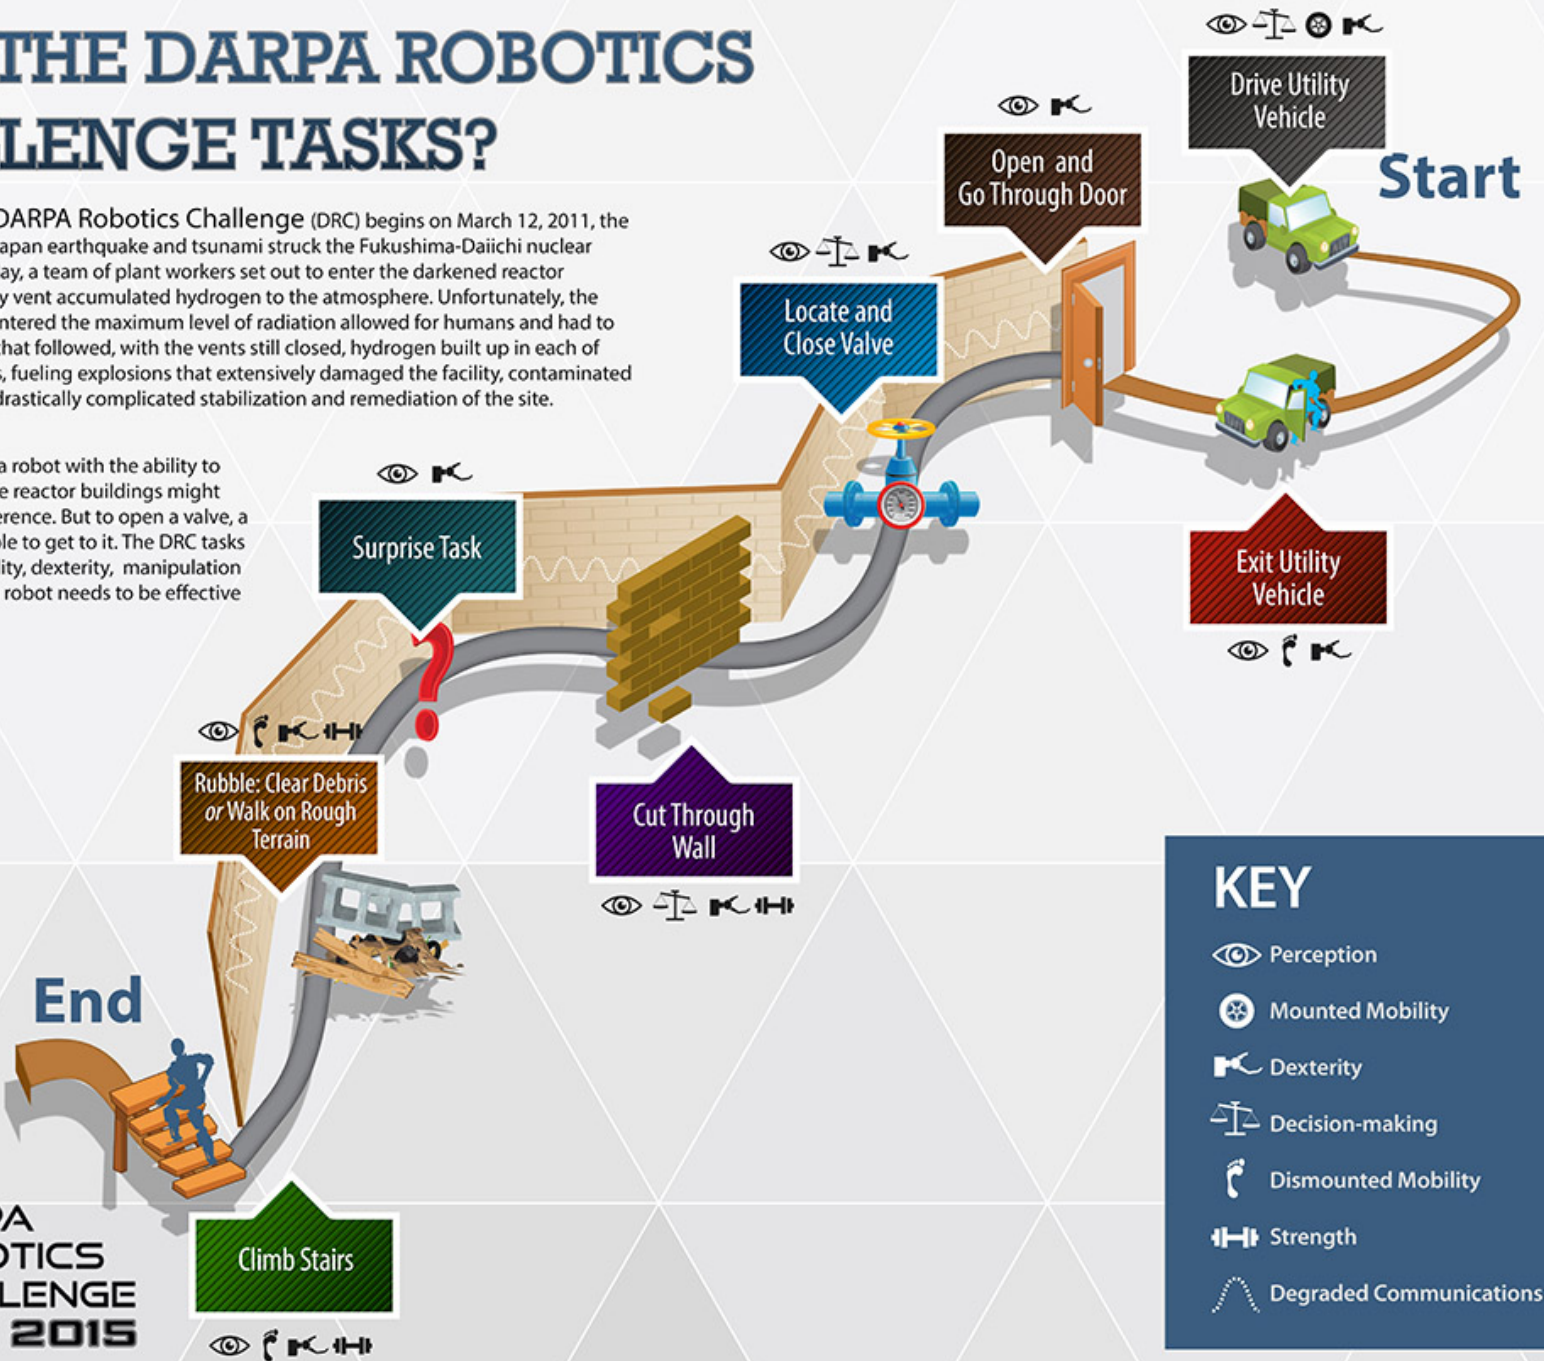 THE DARPA ROBOTICS
LENGE TASKS?
DARPA Robotics Challenge (DRC) begins on March 12, 2011, the
apan earthquake and tsunami struck the Fukushima-Daiichi nuclear
ay, a team of plant workers set out to enter the darkened reactor
y vent accumulated hydrogen to the atmosphere. Unfortunately, the
ntered the maximum level of radiation allowed for humans and had to
hat followed, with the vents still closed, hydrogen built up in each of
s, fueling explosions that extensively damaged the facility, contaminated
drastically complicated stabilization and remediation of the site.
a robot with the ability to
e reactor buildings might
erence. But to open a valve, a
ble to get to it. The DRC tasks
lity, dexterity, manipulation
robot needs to be effective
Start
Drive Utility
Vehicle
Exit Utility
Vehicle
Open and
Go Through Door
Locate and
Close Valve
Cut Through
Wall
Surprise Task
Rubble: Clear Debris
or Walk on Rough
Terrain
End
Climb Stairs
PA
OTICS
LENGE
2015
KEY
Perception
Mounted Mobility
Dexterity
Decision-making
Dismounted Mobility
Strength
Degraded Communications